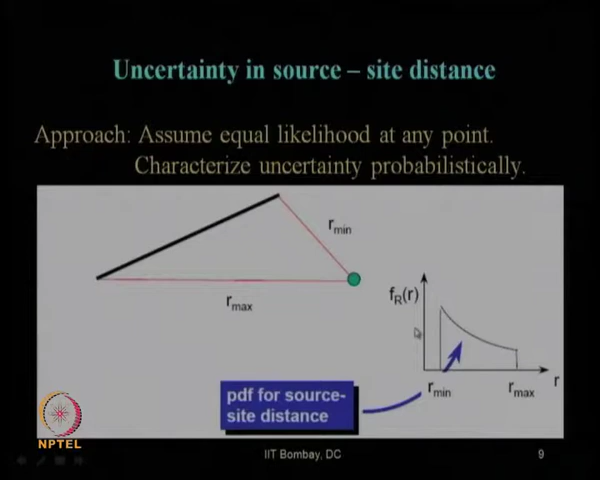 Uncertainty in source – site distance
Approach: Assume equal likelihood at any point.
Characterize uncertainty probabilistically.
rmin
rmax
fR(r)
r
rmin
rmax
pdf for source-
site distance
NPTEL
IIT Bombay, DC
9